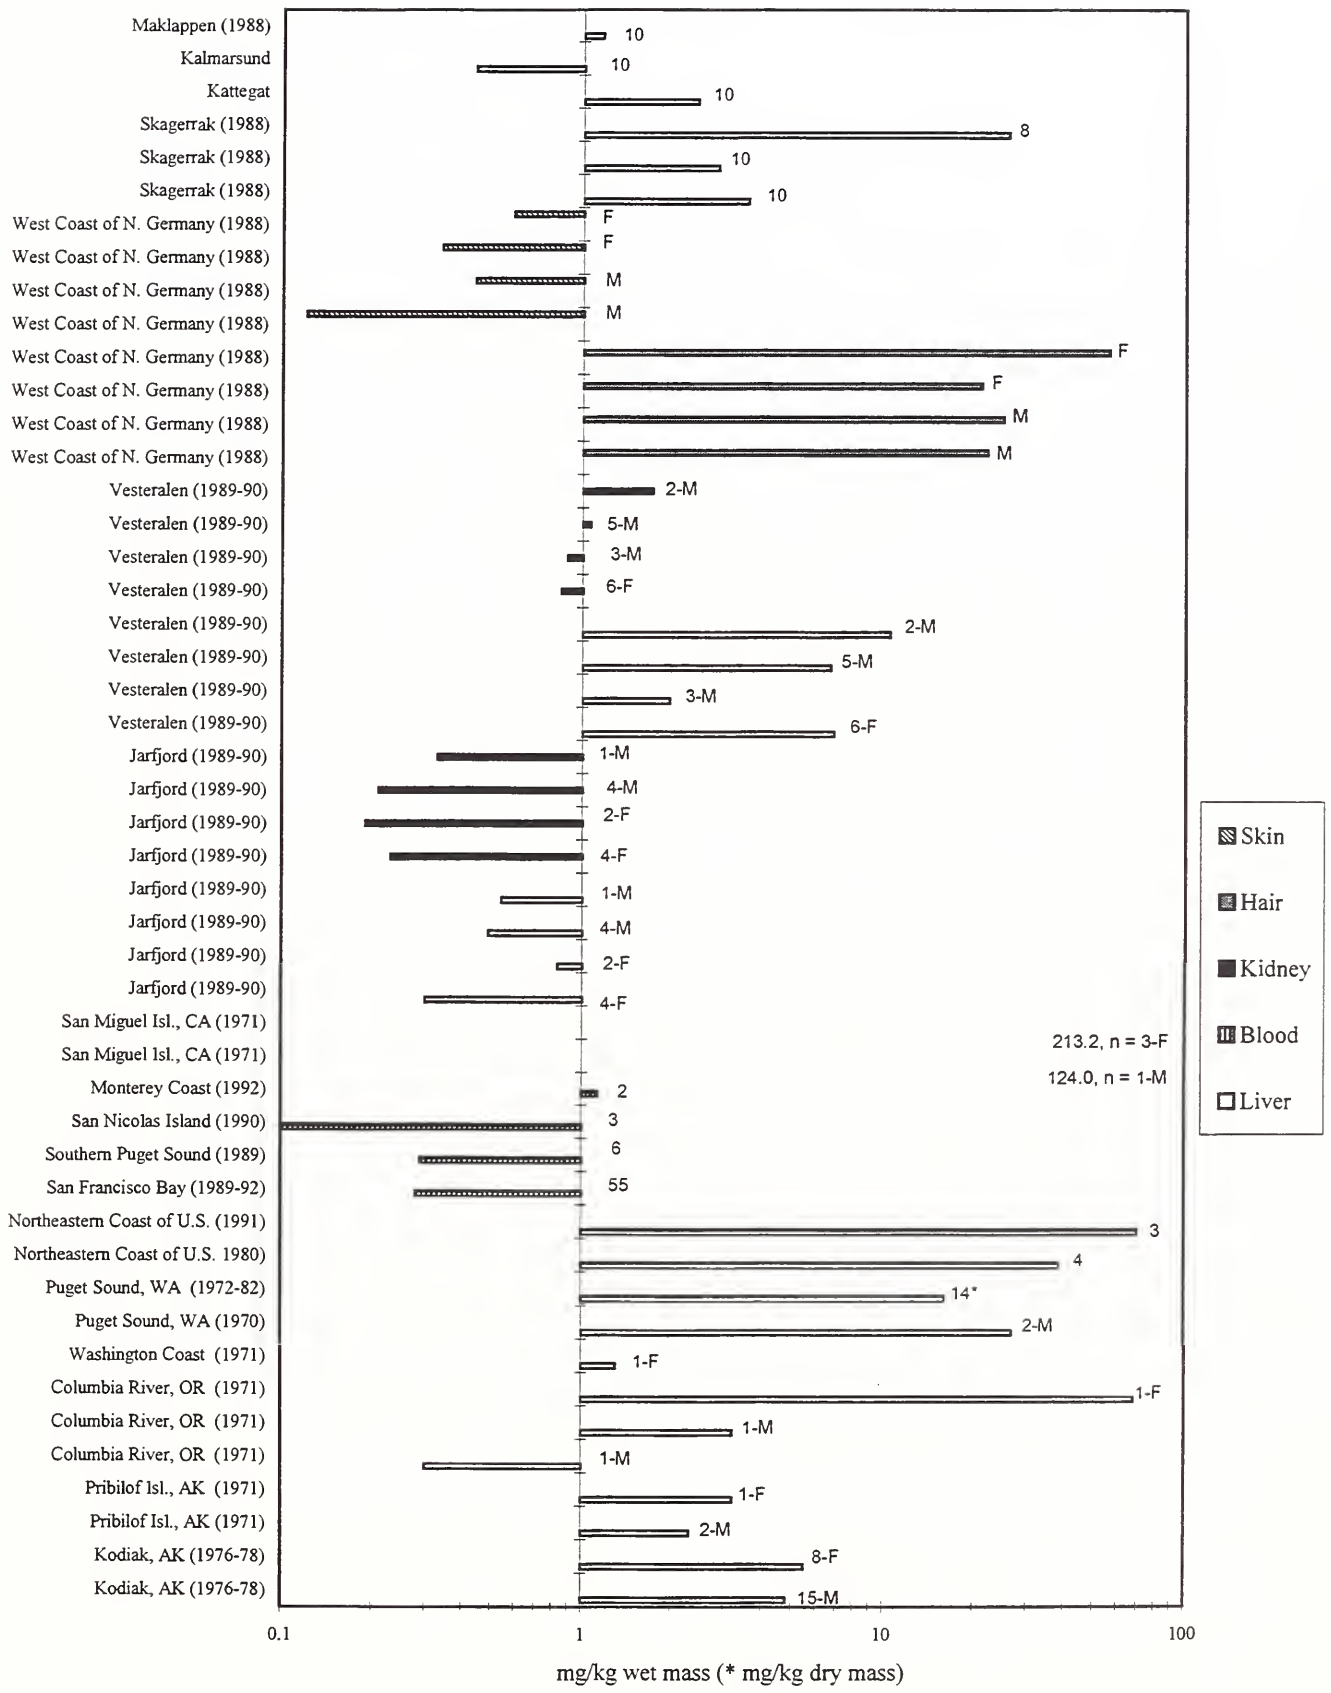 Maklappen (1988)
10
Kalmarsund
10
Kattegat
10
Skagerrak (1988)
8
Skagerrak (1988)
10
Skagerrak (1988)
10
West Coast of N. Germany (1988)
F
West Coast of N. Germany (1988)
F
West Coast of N. Germany (1988)
M
West Coast of N. Germany (1988)
M
West Coast of N. Germany (1988)
F
West Coast of N. Germany (1988)
F
West Coast of N. Germany (1988)
M
West Coast of N. Germany (1988)
M
Vesteralen (1989-90)
2-M
Vesteralen (1989-90)
5-M
Vesteralen (1989-90)
3-M
Vesteralen (1989-90)
6-F
Vesteralen (1989-90)
2-M
Vesteralen (1989-90)
5-M
Vesteralen (1989-90)
3-M
Vesteralen (1989-90)
6-F
Jarfjord (1989-90)
1-M
Jarfjord (1989-90)
4-M
Jarfjord (1989-90)
2-F
Jarfjord (1989-90)
4-F
Jarfjord (1989-90)
1-M
Jarfjord (1989-90)
4-M
Jarfjord (1989-90)
2-F
Jarfjord (1989-90)
4-F
San Miguel Isl., CA (1971)
213.2, n = 3-F
San Miguel Isl., CA (1971)
124.0, n = 1-M
Monterey Coast (1992)
2
San Nicolas Island (1990)
3
Southern Puget Sound (1989)
6
San Francisco Bay (1989-92)
55
Northeastern Coast of U.S. (1991)
3
Northeastern Coast of U.S. 1980)
4
Puget Sound, WA (1972-82)
14*
Puget Sound, WA (1970)
2-M
Washington Coast (1971)
1-F
Columbia River, OR (1971)
1-F
Columbia River, OR (1971)
1-M
Columbia River, OR (1971)
1-M
Pribilof Isl., AK (1971)
1-F
Pribilof Isl., AK (1971)
2-M
Kodiak, AK (1976-78)
8-F
Kodiak, AK (1976-78)
15-M
0.1 1 10 100
mg/kg wet mass (* mg/kg dry mass)
Skin
Hair
Kidney
Blood
Liver